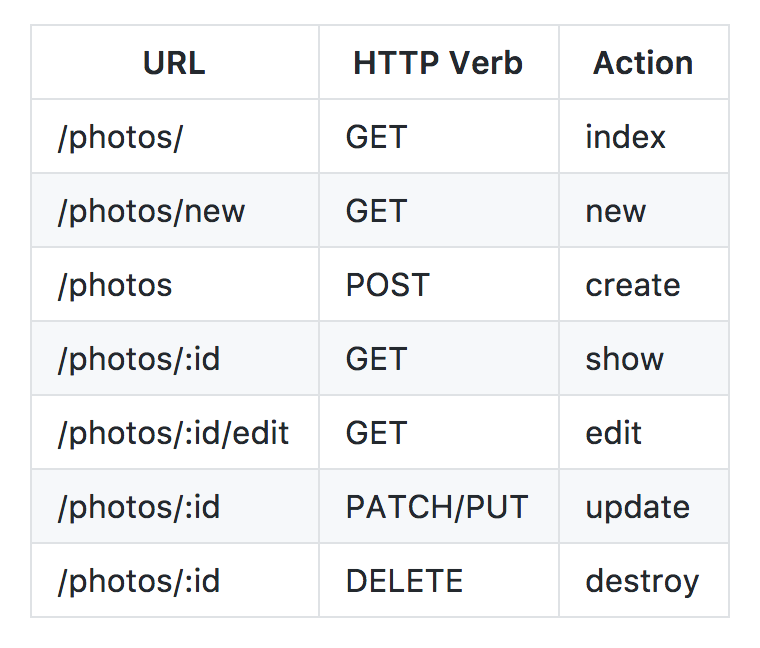 URL HTTP Verb Action
/photos/ GET index
/photos/new GET new
/photos POST create
/photos/:id GET show
/photos/:id/edit GET edit
/photos/:id PATCH/PUT update
/photos/:id DELETE destroy